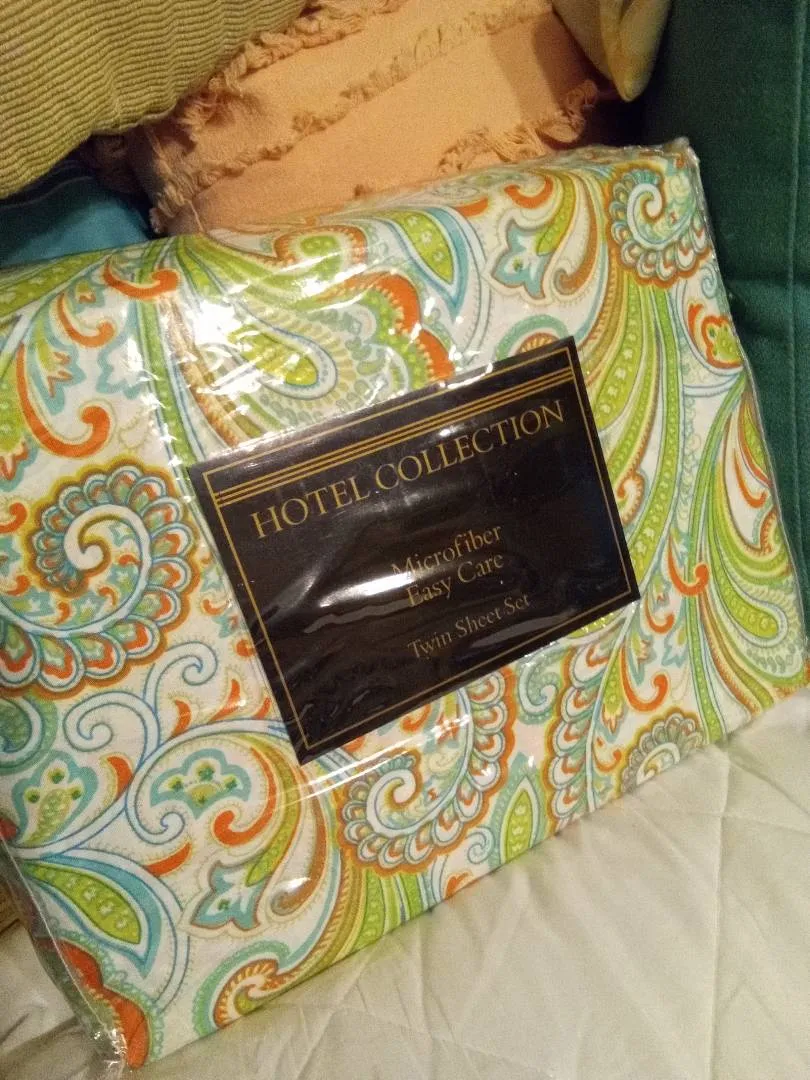 HOTEL COLLECTION
Microfiber
Easy Care
Twin Sheet Set